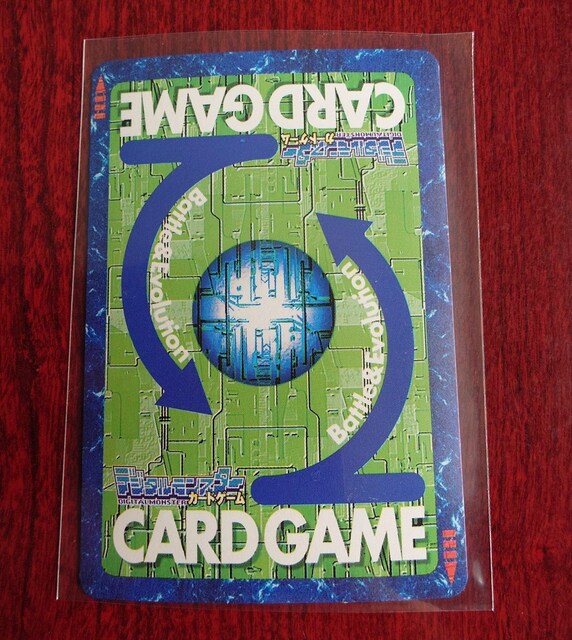 CARD GAME
デジタルモンスター
DIGITALMONSTER
カードゲーム
Battle & Evolution
Battle & Evolution
デジタルモンスター
DIGITALMONSTER カードゲーム
CARD GAME